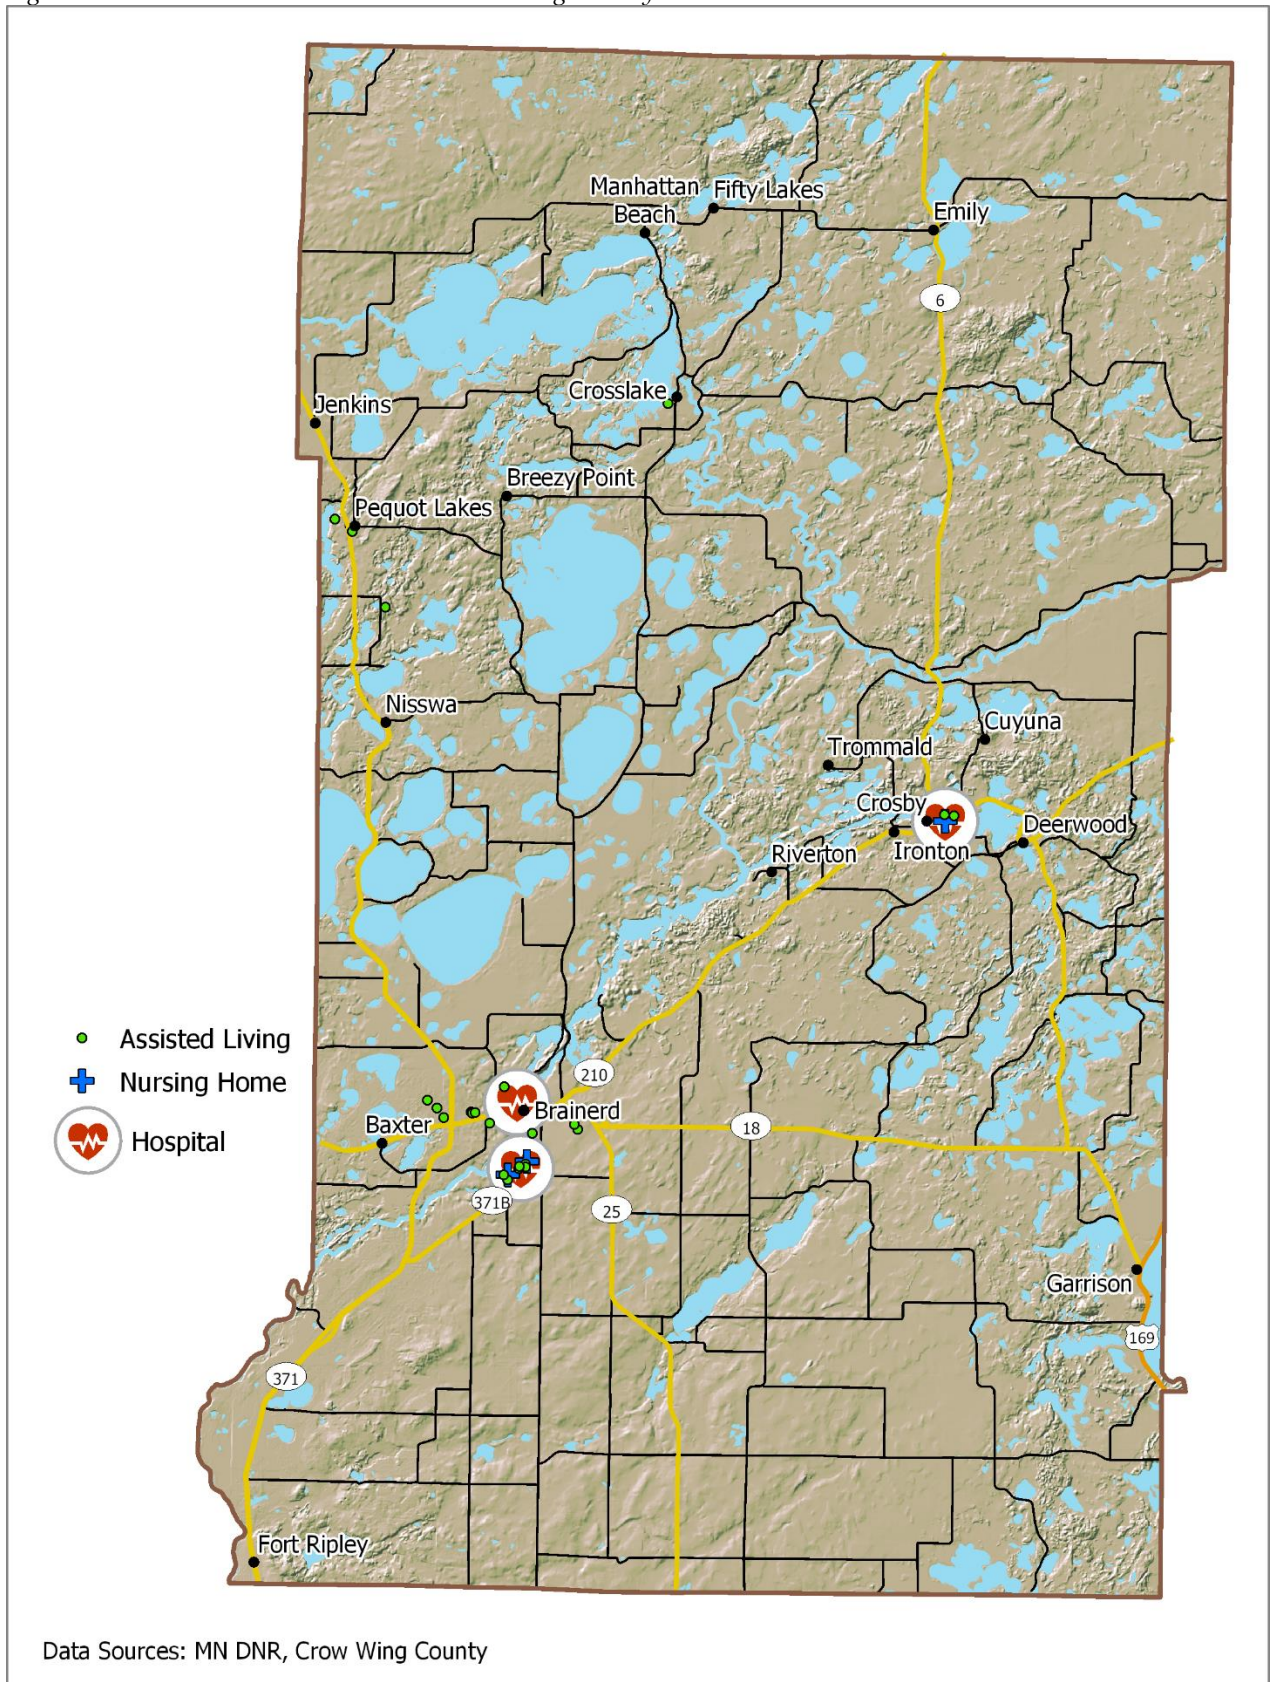 Manhattan
Beach
Fifty Lakes
Emily
6
Crosslake
Jenkins
Breezy Point
Pequot Lakes
Nisswa
Cuyuna
Trommald
Crosby
Deerwood
Ironton
Riverton
Assisted Living
Nursing Home
Hospital
210
Brainerd
Baxter
18
371B
25
Garrison
169
371
Fort Ripley
Data Sources: MN DNR, Crow Wing County